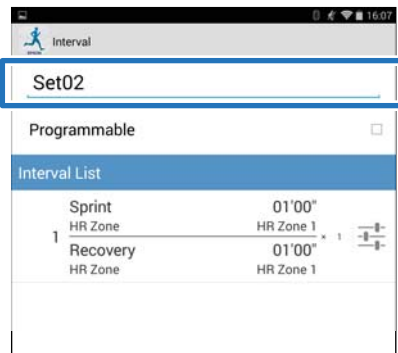 16:07
Interval
EPSON
Set02
Programmable
Interval List
Sprint 01'00"
HR Zone HR Zone 1
1 × 1
Recovery 01'00"
HR Zone HR Zone 1